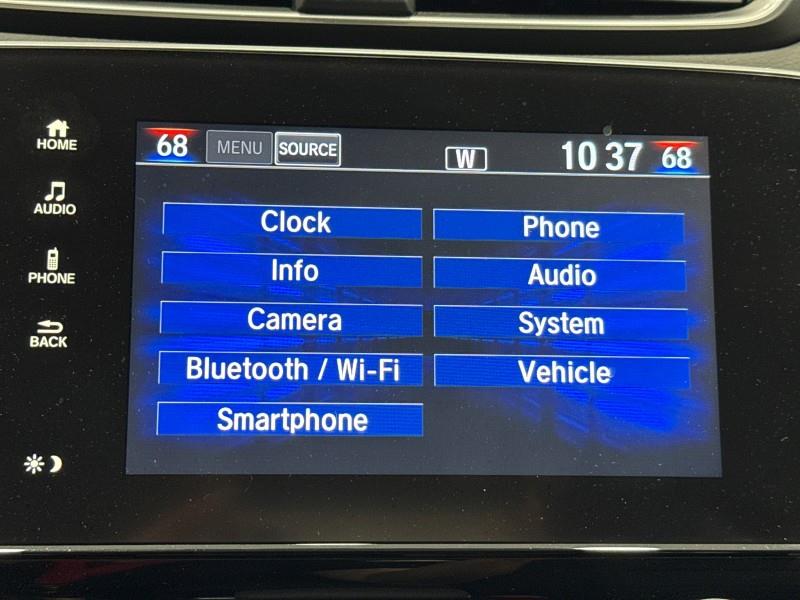 HOME
AUDIO
PHONE
BACK
68 MENU SOURCE W 10 37 68
Clock
Phone
Info
Audio
Camera
System
Bluetooth / Wi-Fi
Vehicle
Smartphone